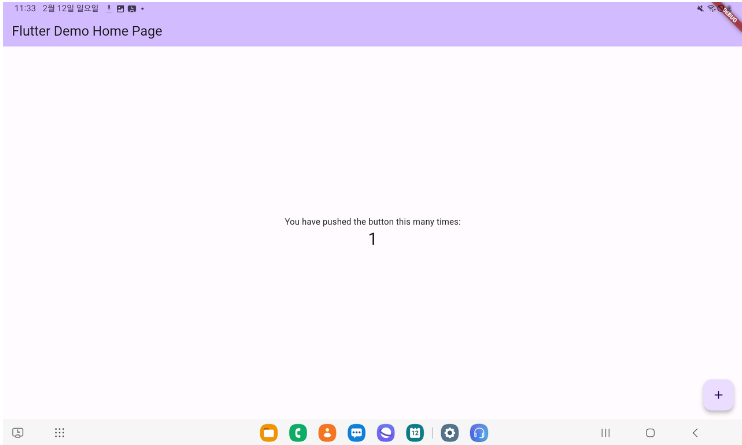 11:33 2월 12일 일요일
DEBUG
Flutter Demo Home Page
You have pushed the button this many times:
1
+
12